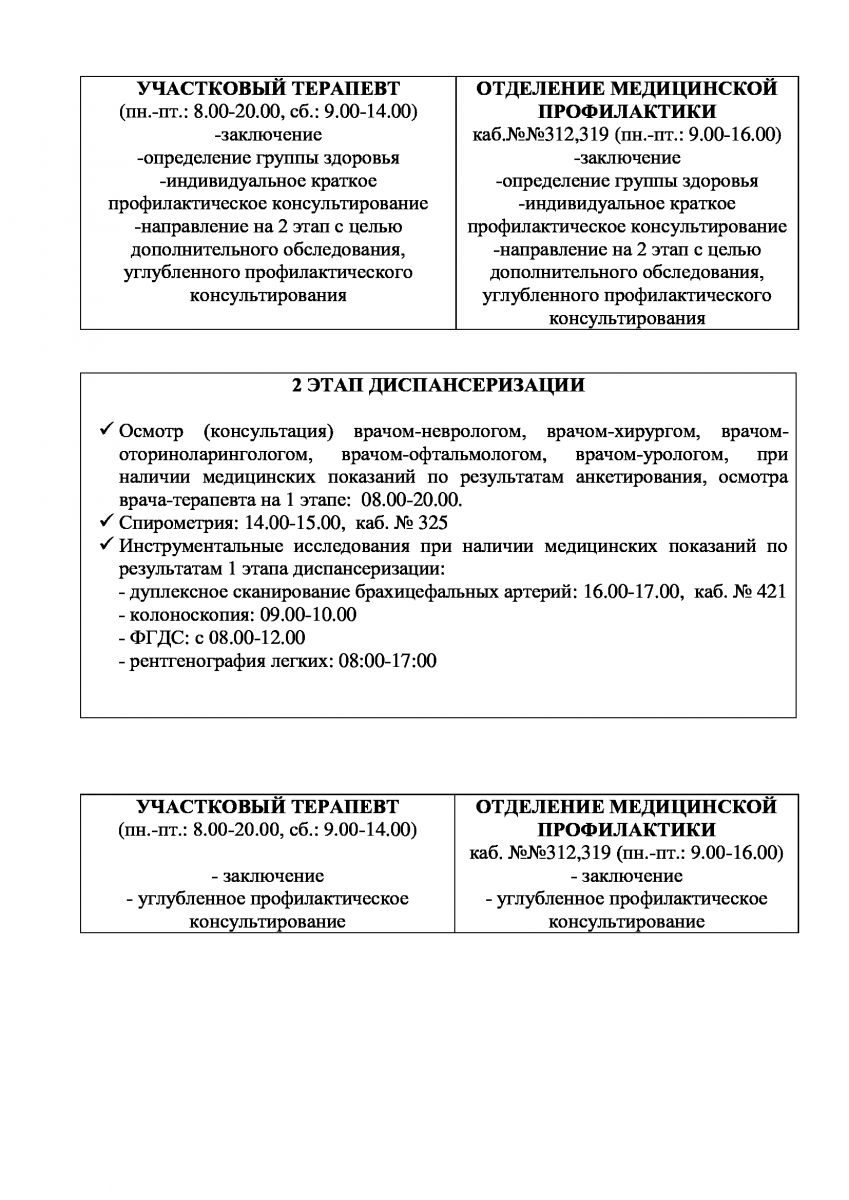 УЧАСТКОВЫЙ ТЕРАПЕВТ
(пн.-пт.: 8.00-20.00, сб.: 9.00-14.00)
-заключение
-определение группы здоровья
-индивидуальное краткое
профилактическое консультирование
-направление на 2 этап с целью
дополнительного обследования,
углубленного профилактического
консультирования
ОТДЕЛЕНИЕ МЕДИЦИНСКОЙ
ПРОФИЛАКТИКИ
каб.№№312,319 (пн.-пт.: 9.00-16.00)
-заключение
-определение группы здоровья
-индивидуальное краткое
профилактическое консультирование
-направление на 2 этап с целью
дополнительного обследования,
углубленного профилактического
консультирования
2 ЭТАП ДИСПАНСЕРИЗАЦИИ
✓ Осмотр (консультация) врачом-неврологом, врачом-хирургом, врачом-
оториноларингологом, врачом-офтальмологом, врачом-урологом, при
наличии медицинских показаний по результатам анкетирования, осмотра
врача-терапевта на 1 этапе: 08.00-20.00.
✓ Спирометрия: 14.00-15.00, каб. № 325
✓ Инструментальные исследования при наличии медицинских показаний по
результатам 1 этапа диспансеризации:
- дуплексное сканирование брахицефальных артерий: 16.00-17.00, каб. № 421
- колоноскопия: 09.00-10.00
- ФГДС: с 08.00-12.00
- рентгенография легких: 08:00-17:00
УЧАСТКОВЫЙ ТЕРАПЕВТ
(пн.-пт.: 8.00-20.00, сб.: 9.00-14.00)
- заключение
- углубленное профилактическое
консультирование
ОТДЕЛЕНИЕ МЕДИЦИНСКОЙ
ПРОФИЛАКТИКИ
каб. №№312,319 (пн.-пт.: 9.00-16.00)
- заключение
- углубленное профилактическое
консультирование